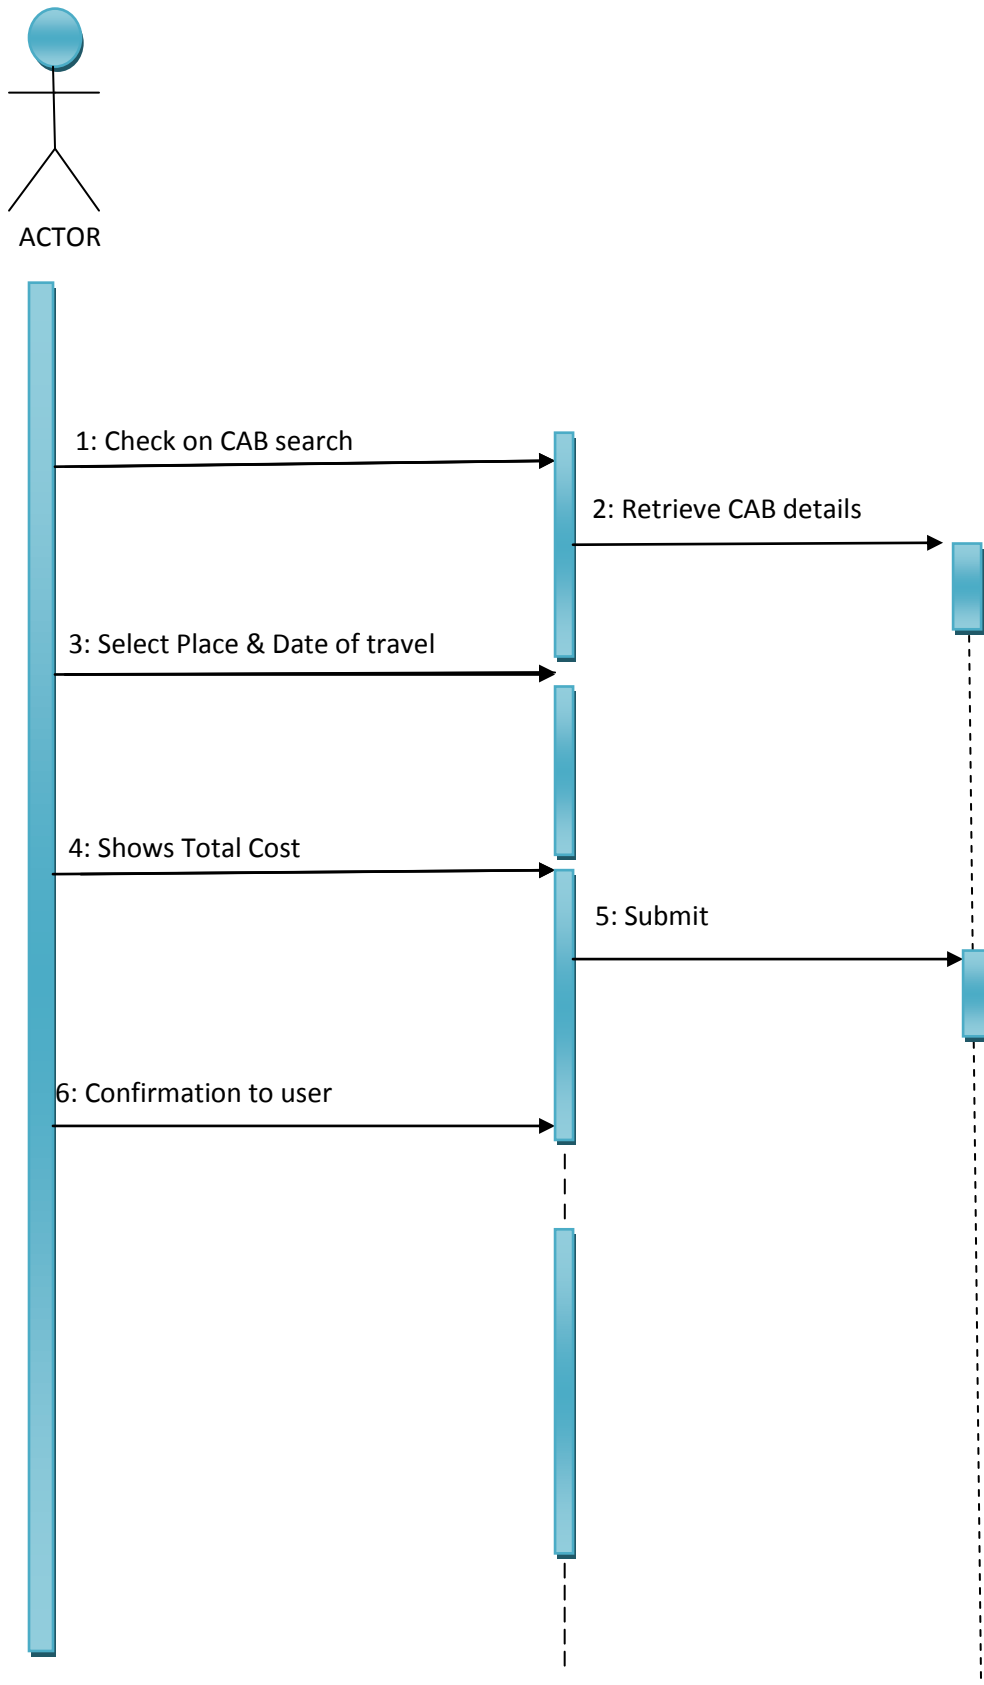 ACTOR
1: Check on CAB search
2: Retrieve CAB details
3: Select Place & Date of travel
4: Shows Total Cost
5: Submit
6: Confirmation to user